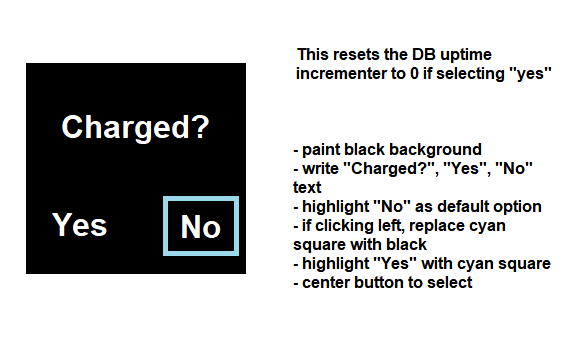 This resets the DB uptime
incrementer to 0 if selecting "yes"
Charged?
Yes
No
- paint black background
- write "Charged?", "Yes", "No"
text
- highlight "No" as default option
- if clicking left, replace cyan
square with black
- highlight "Yes" with cyan square
- center button to select